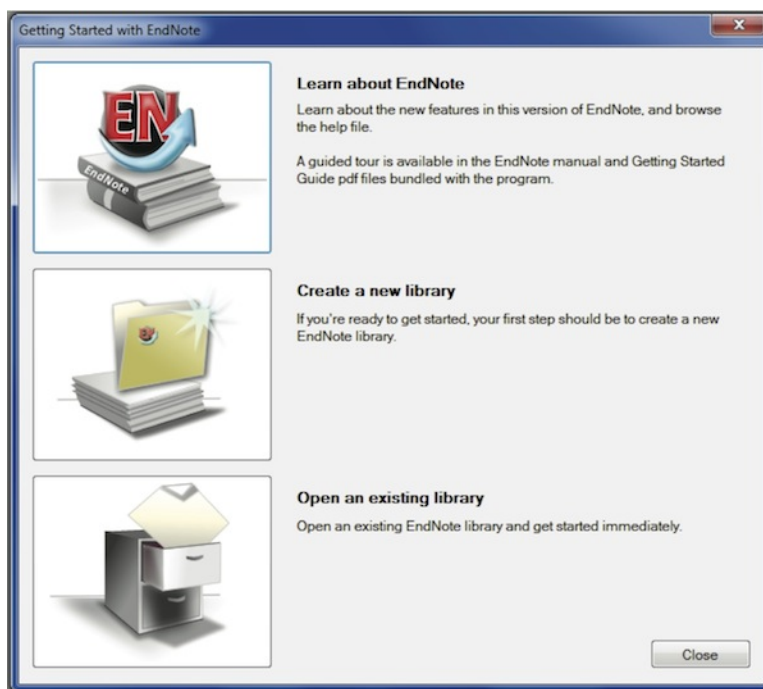 Getting Started with EndNote
EN
EndNote
Learn about EndNote
Learn about the new features in this version of EndNote, and browse
the help file.
A guided tour is available in the EndNote manual and Getting Started
Guide pdf files bundled with the program.
EN
Create a new library
If you're ready to get started, your first step should be to create a new
EndNote library.
Open an existing library
Open an existing EndNote library and get started immediately.
Close